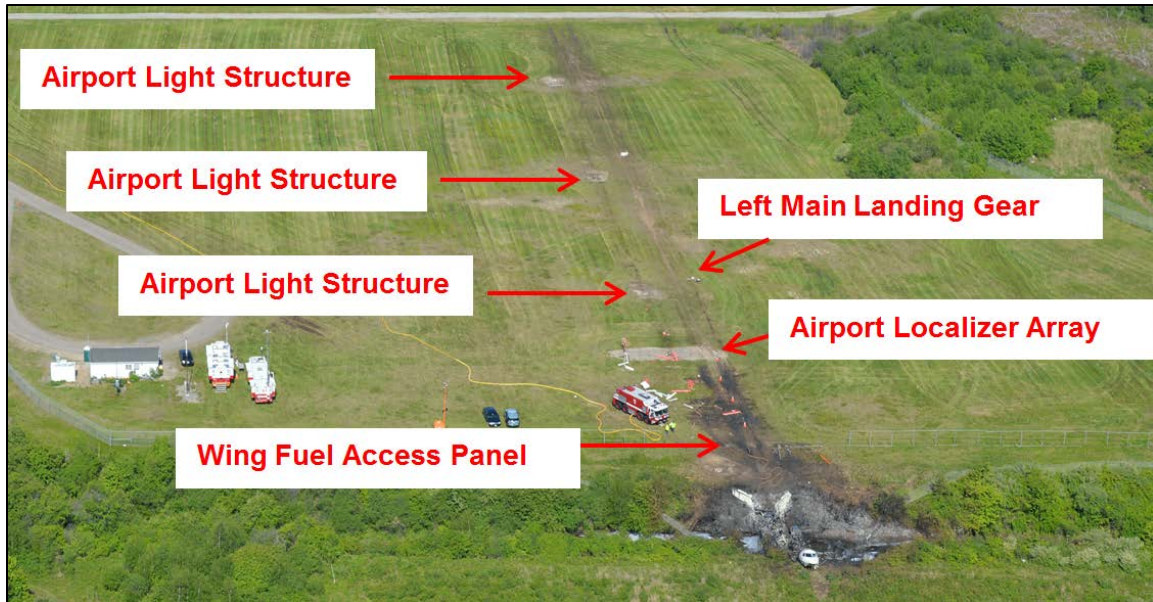 Airport Light Structure
Airport Light Structure
Left Main Landing Gear
Airport Light Structure
Airport Localizer Array
Wing Fuel Access Panel